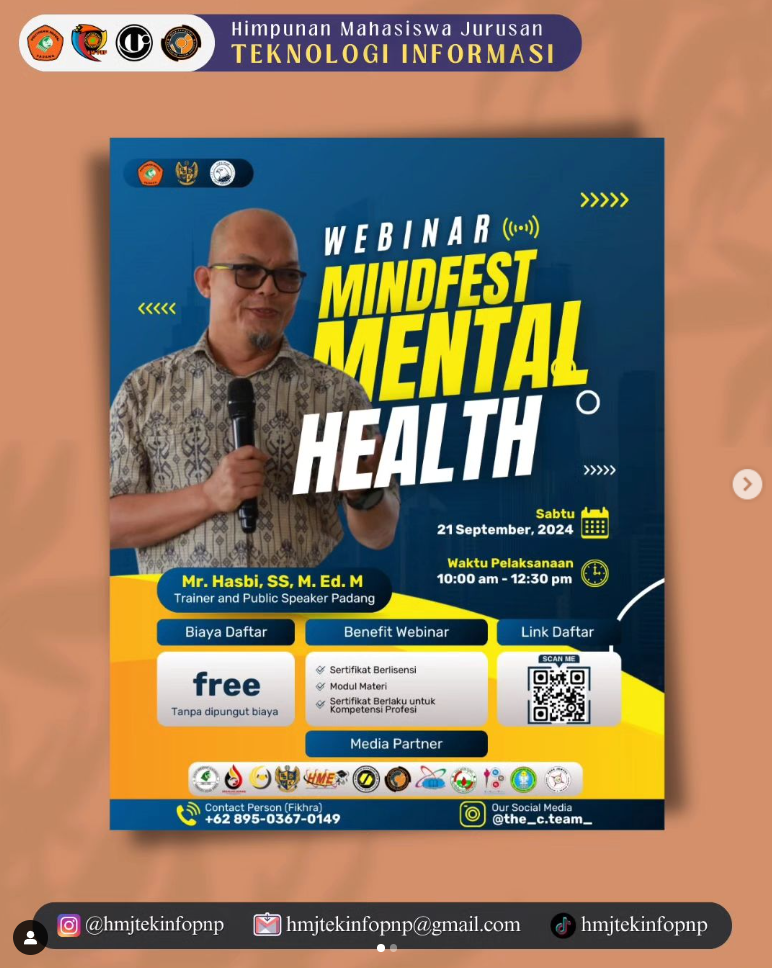 Himpunan Mahasiswa Jurusan
TEKNOLOGI INFORMASI
WEBINAR
MINDFEST
MENTAL
HEALTH
Sabtu
21 September, 2024
Waktu Pelaksanaan
10:00 am - 12:30 pm
Mr. Hasbi, SS, M. Ed. M
Trainer and Public Speaker Padang
Biaya Daftar
free
Tanpa dipungut biaya
Benefit Webinar
Sertifikat Berlisensi
Modul Materi
Sertifikat Berlaku untuk
Kompetensi Profesi
Link Daftar
SCAN ME
Media Partner
HME
Contact Person (Fikhra)
+62 895-0367-0149
Our Social Media
@the_c.team_
@hmjtekinfopnp
hmjtekinfopnp@gmail.com
hmjtekinfopnp